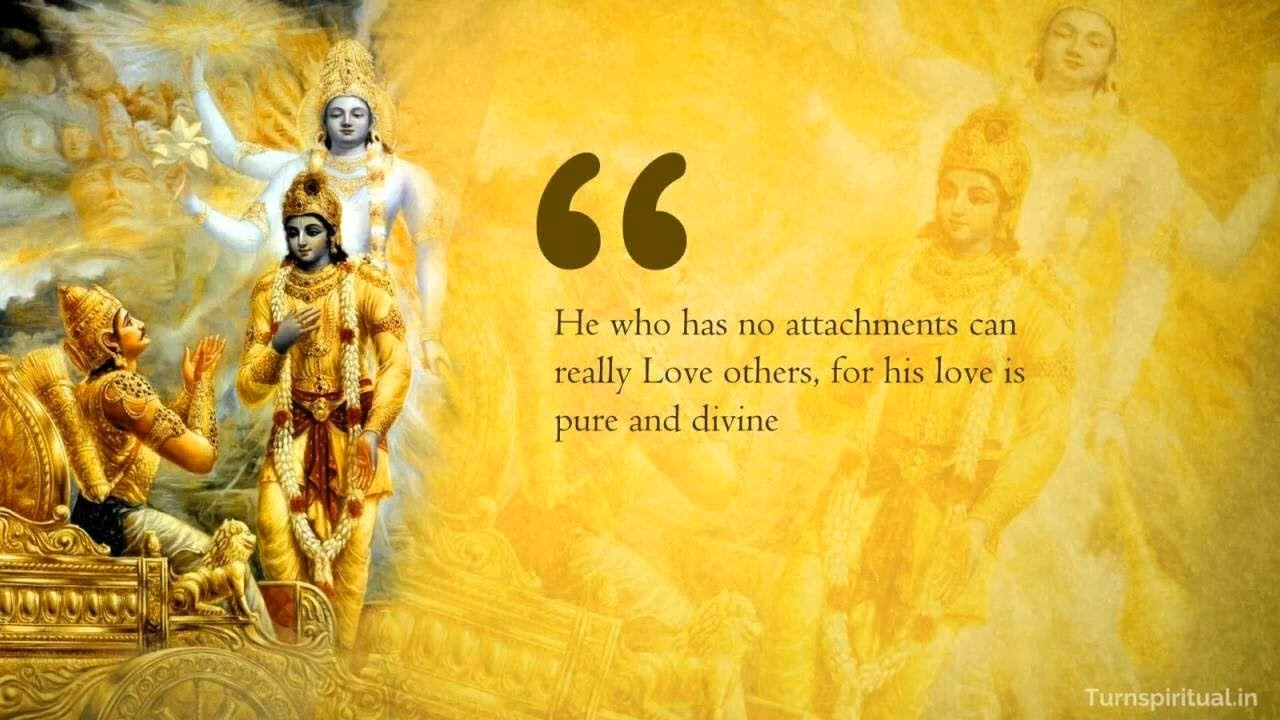 “
He who has no attachments can
really Love others, for his love is
pure and divine
Turnspiritual.in